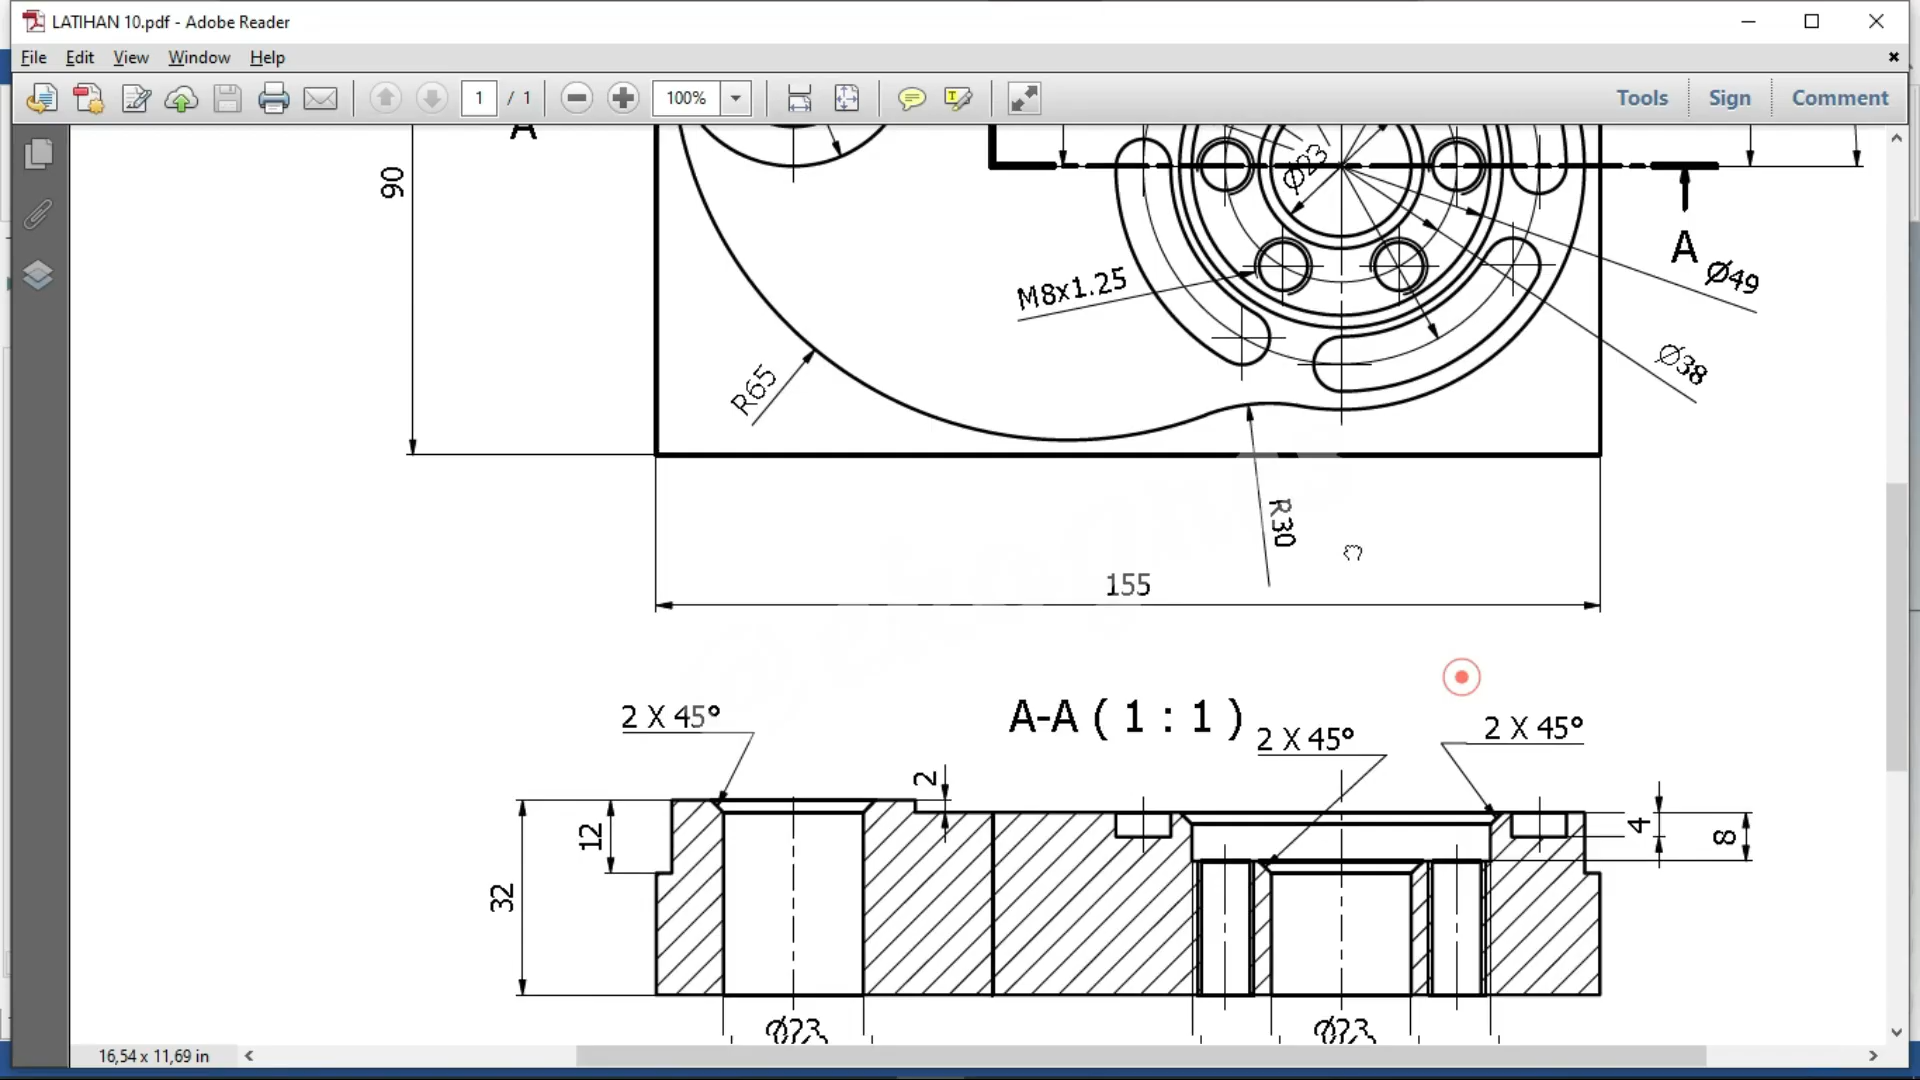 LATIHAN 10.pdf - Adobe Reader
File Edit View Window Help
1 / 1 100% Tools Sign Comment
A
90
Ø23
A
Ø49
M8x1.25
Ø38
R65
R30
155
2 X 45°
A-A ( 1 : 1 )
2 X 45°
2 X 45°
2
12
32
4
8
Ø23
Ø23
16,54 x 11,69 in